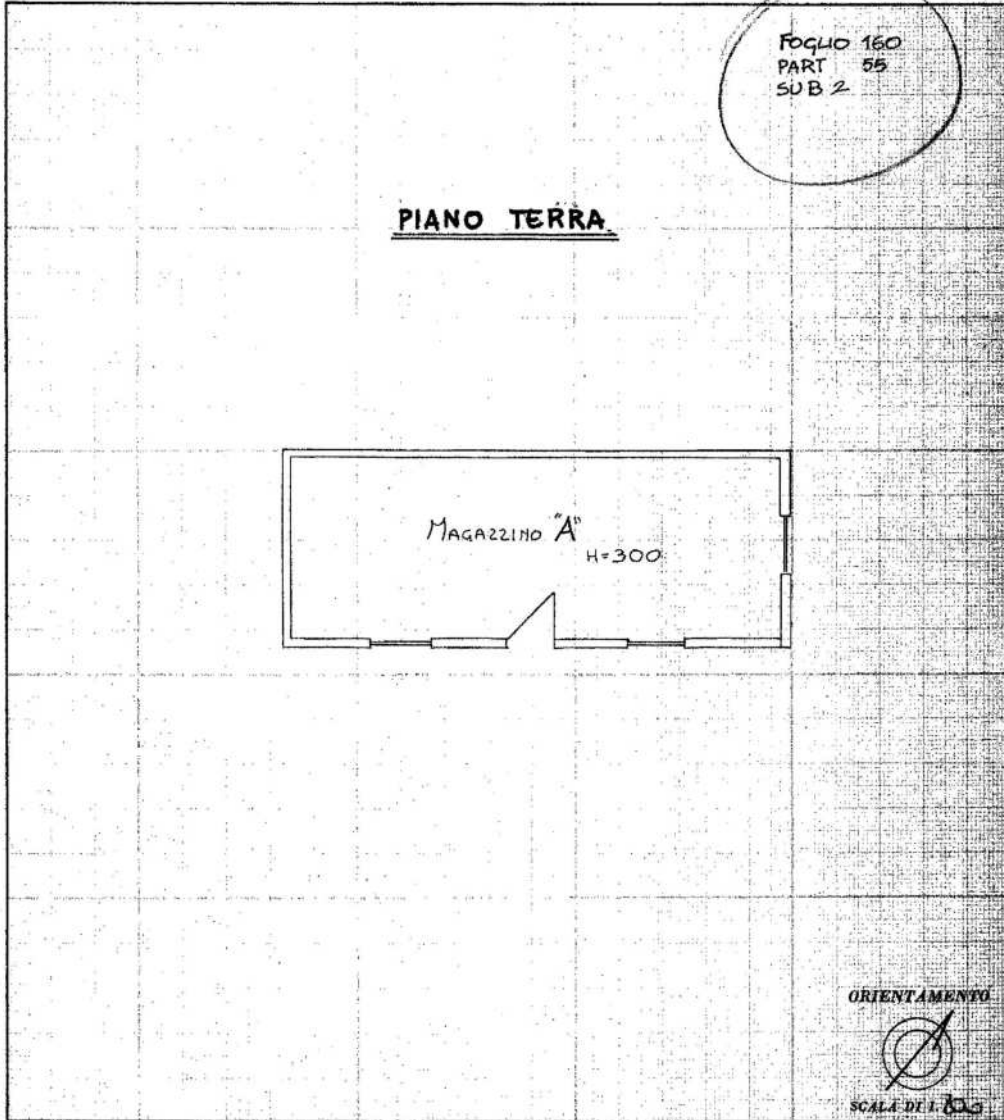 FOGLIO 160
PART 55
SUB 2
PIANO TERRA
MAGAZZINO "A"
H=300
ORIENTAMENTO
SCALA DI 1: